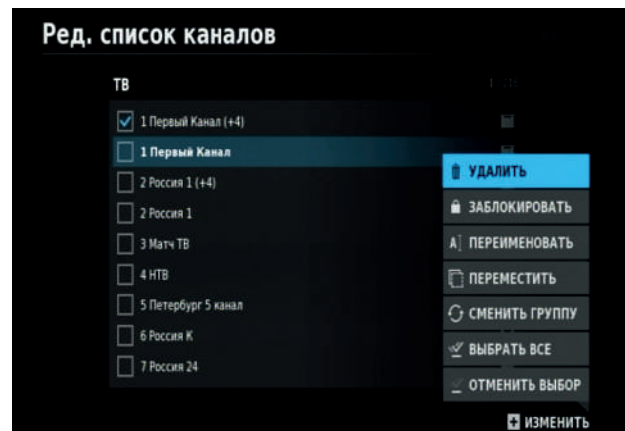 Ред. список каналов
ТВ
1 Первый Канал (+4)
1 Первый Канал
2 Россия 1 (+4)
2 Россия 1
3 Матч ТВ
4 НТВ
5 Петербург 5 канал
6 Россия К
7 Россия 24
УДАЛИТЬ
ЗАБЛОКИРОВАТЬ
ПЕРЕИМЕНОВАТЬ
ПЕРЕМЕСТИТЬ
СМЕНИТЬ ГРУППУ
ВЫБРАТЬ ВСЕ
ОТМЕНИТЬ ВЫБОР
ИЗМЕНИТЬ